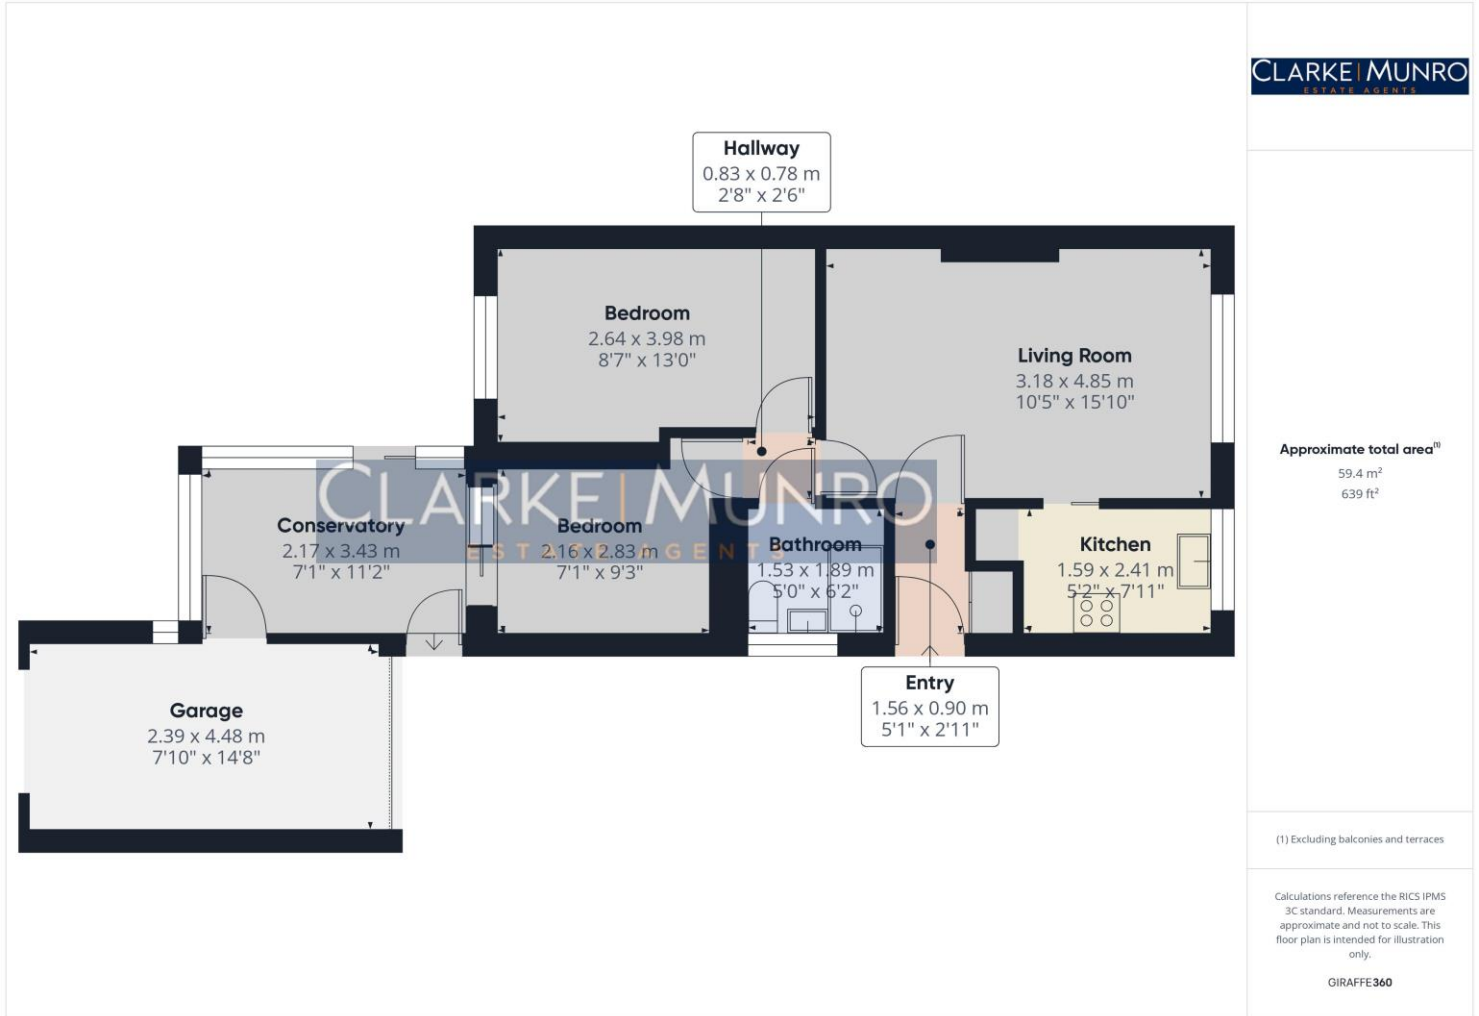 CLARKE MUNRO
ESTATE AGENTS
Hallway
0.83 x 0.78 m
2'8" x 2'6"
Bedroom
2.64 x 3.98 m
8'7" x 13'0"
Living Room
3.18 x 4.85 m
10'5" x 15'10"
Approximate total area(1)
59.4 m²
639 ft²
CLARKE MUNRO
ESTATE AGENTS
Conservatory
2.17 x 3.43 m
7'1" x 11'2"
Bedroom
2.16 x 2.83 m
7'1" x 9'3"
Bathroom
1.53 x 1.89 m
5'0" x 6'2"
Kitchen
1.59 x 2.41 m
5'2" x 7'11"
Entry
1.56 x 0.90 m
5'1" x 2'11"
Garage
2.39 x 4.48 m
7'10" x 14'8"
(1) Excluding balconies and terraces
Calculations reference the RICS IPMS
3C standard. Measurements are
approximate and not to scale. This
floor plan is intended for illustration
only.
GIRAFFE360